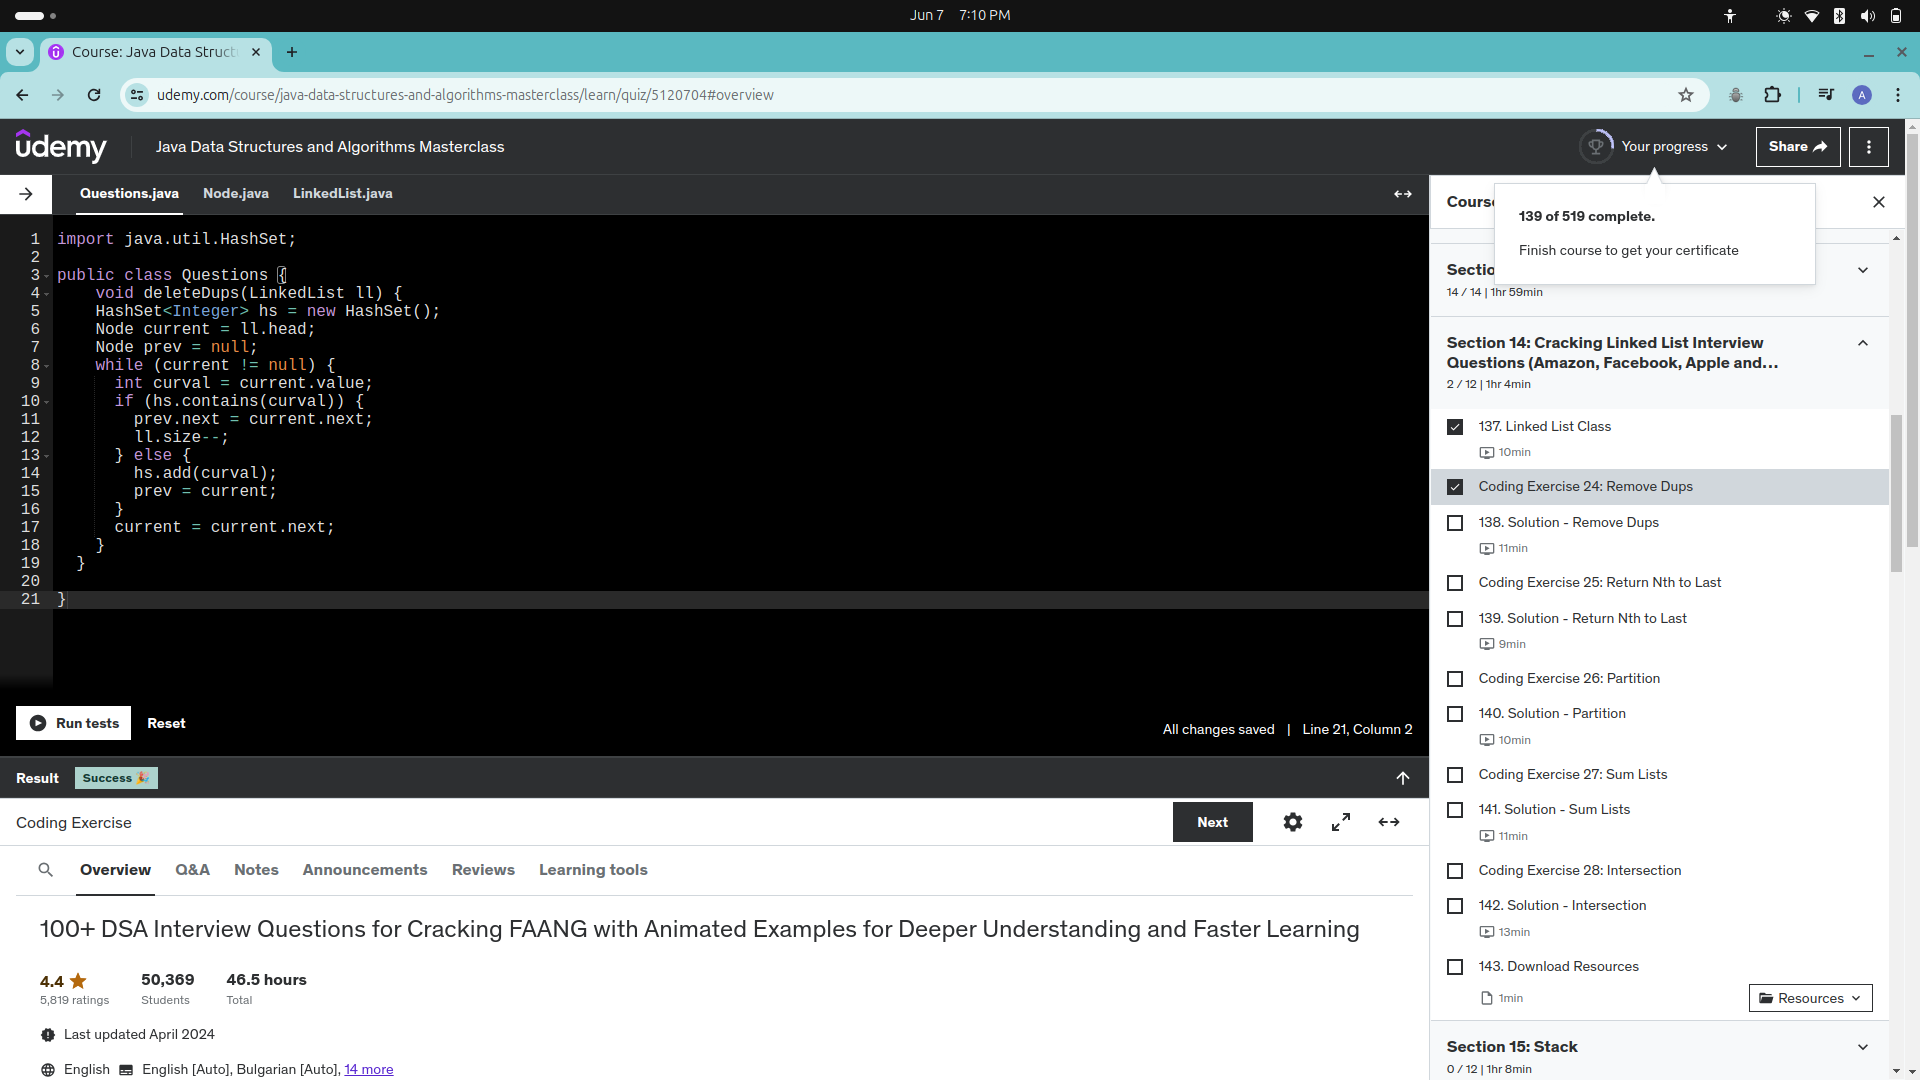 Jun 7 7:10 PM
Course: Java Data Struct
udemy.com/course/java-data-structures-and-algorithms-masterclass/learn/quiz/5120704#overview
A
udemy
Java Data Structures and Algorithms Masterclass
Your progress
Share
139 of 519 complete.
Finish course to get your certificate
Questions.java
Node.java
LinkedList.java
1 import java.util.HashSet;
2
3 public class Questions {
4 void deleteDups(LinkedList ll) {
5 HashSet<Integer> hs = new HashSet();
6 Node current = ll.head;
7 Node prev = null;
8 while (current != null) {
9 int curval = current.value;
10 if (hs.contains(curval)) {
11 prev.next = current.next;
12 ll.size--;
13 } else {
14 hs.add(curval);
15 prev = current;
16 }
17 current = current.next;
18 }
19 }
20
21 }
Run tests
Reset
All changes saved | Line 21, Column 2
Result
Success
Coding Exercise
Next
Overview
Q&A
Notes
Announcements
Reviews
Learning tools
100+ DSA Interview Questions for Cracking FAANG with Animated Examples for Deeper Understanding and Faster Learning
4.4
5,819 ratings
50,369
Students
46.5 hours
Total
Last updated April 2024
English
English [Auto], Bulgarian [Auto], 14 more
Course
Sectio
14 / 14 | 1hr 59min
Section 14: Cracking Linked List Interview
Questions (Amazon, Facebook, Apple and...
2 / 12 | 1hr 4min
137. Linked List Class
10min
Coding Exercise 24: Remove Dups
138. Solution - Remove Dups
11min
Coding Exercise 25: Return Nth to Last
139. Solution - Return Nth to Last
9min
Coding Exercise 26: Partition
140. Solution - Partition
10min
Coding Exercise 27: Sum Lists
141. Solution - Sum Lists
11min
Coding Exercise 28: Intersection
142. Solution - Intersection
13min
143. Download Resources
1min
Resources
Section 15: Stack
0 / 12 | 1hr 8min